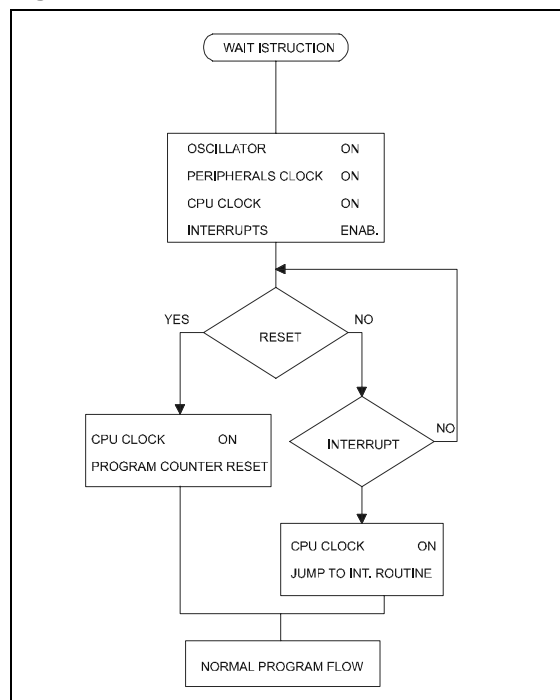 WAIT ISTRUCTION
OSCILLATOR ON
PERIPHERALS CLOCK ON
CPU CLOCK ON
INTERRUPTS ENAB.
YES
RESET
NO
CPU CLOCK ON
PROGRAM COUNTER RESET
INTERRUPT
NO
CPU CLOCK ON
JUMP TO INT. ROUTINE
NORMAL PROGRAM FLOW